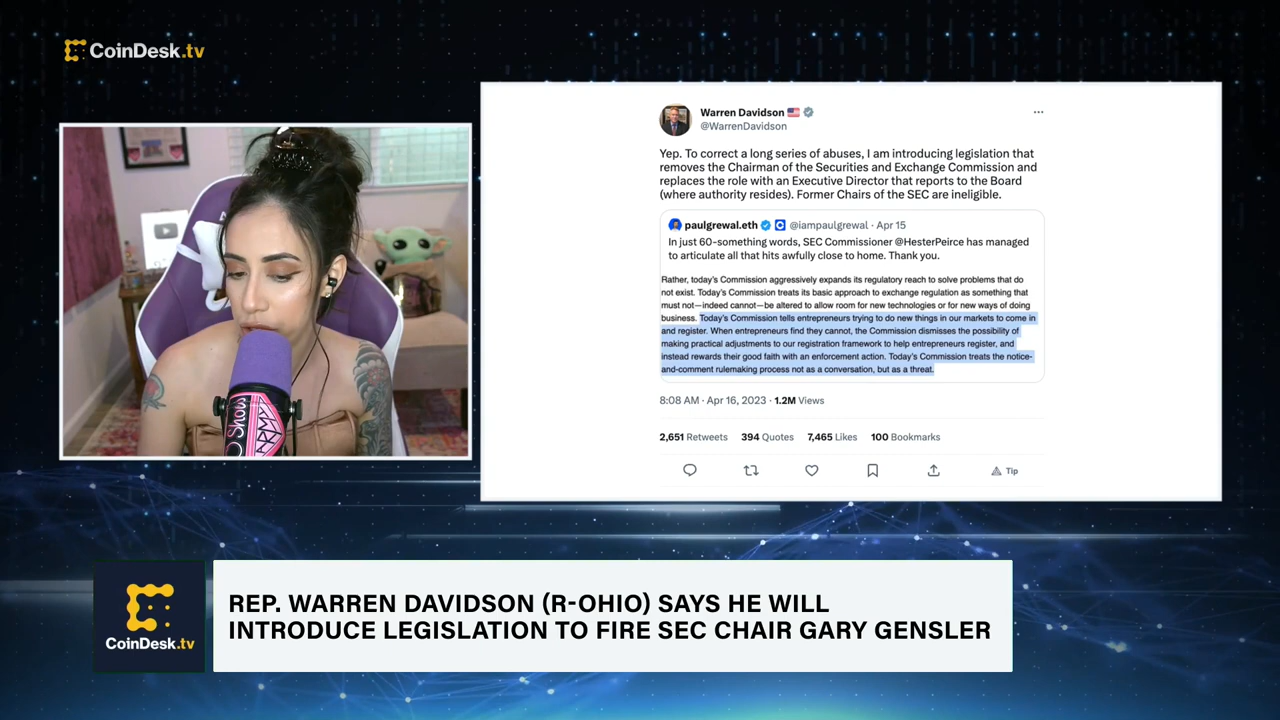 CoinDesk.tv
Warren Davidson
@WarrenDavidson
Yep. To correct a long series of abuses, I am introducing legislation that
removes the Chairman of the Securities and Exchange Commission and
replaces the role with an Executive Director that reports to the Board
(where authority resides). Former Chairs of the SEC are ineligible.
paulgrewal.eth @iampaulgrewal · Apr 15
In just 60-something words, SEC Commissioner @HesterPeirce has managed
to articulate all that hits awfully close to home. Thank you.
Rather, today's Commission aggressively expands its regulatory reach to solve problems that do
not exist. Today's Commission treats its basic approach to exchange regulation as something that
must not—indeed cannot—be altered to allow room for new technologies or for new ways of doing
business. Today's Commission tells entrepreneurs trying to do new things in our markets to come in
and register. When entrepreneurs find they cannot, the Commission dismisses the possibility of
making practical adjustments to our registration framework to help entrepreneurs register, and
instead rewards their good faith with an enforcement action. Today's Commission treats the notice-
and-comment rulemaking process not as a conversation, but as a threat.
8:08 AM · Apr 16, 2023 · 1.2M Views
2,651 Retweets 394 Quotes 7,465 Likes 100 Bookmarks
Tip
Show
ARMY
CoinDesk.tv
REP. WARREN DAVIDSON (R-OHIO) SAYS HE WILL
INTRODUCE LEGISLATION TO FIRE SEC CHAIR GARY GENSLER